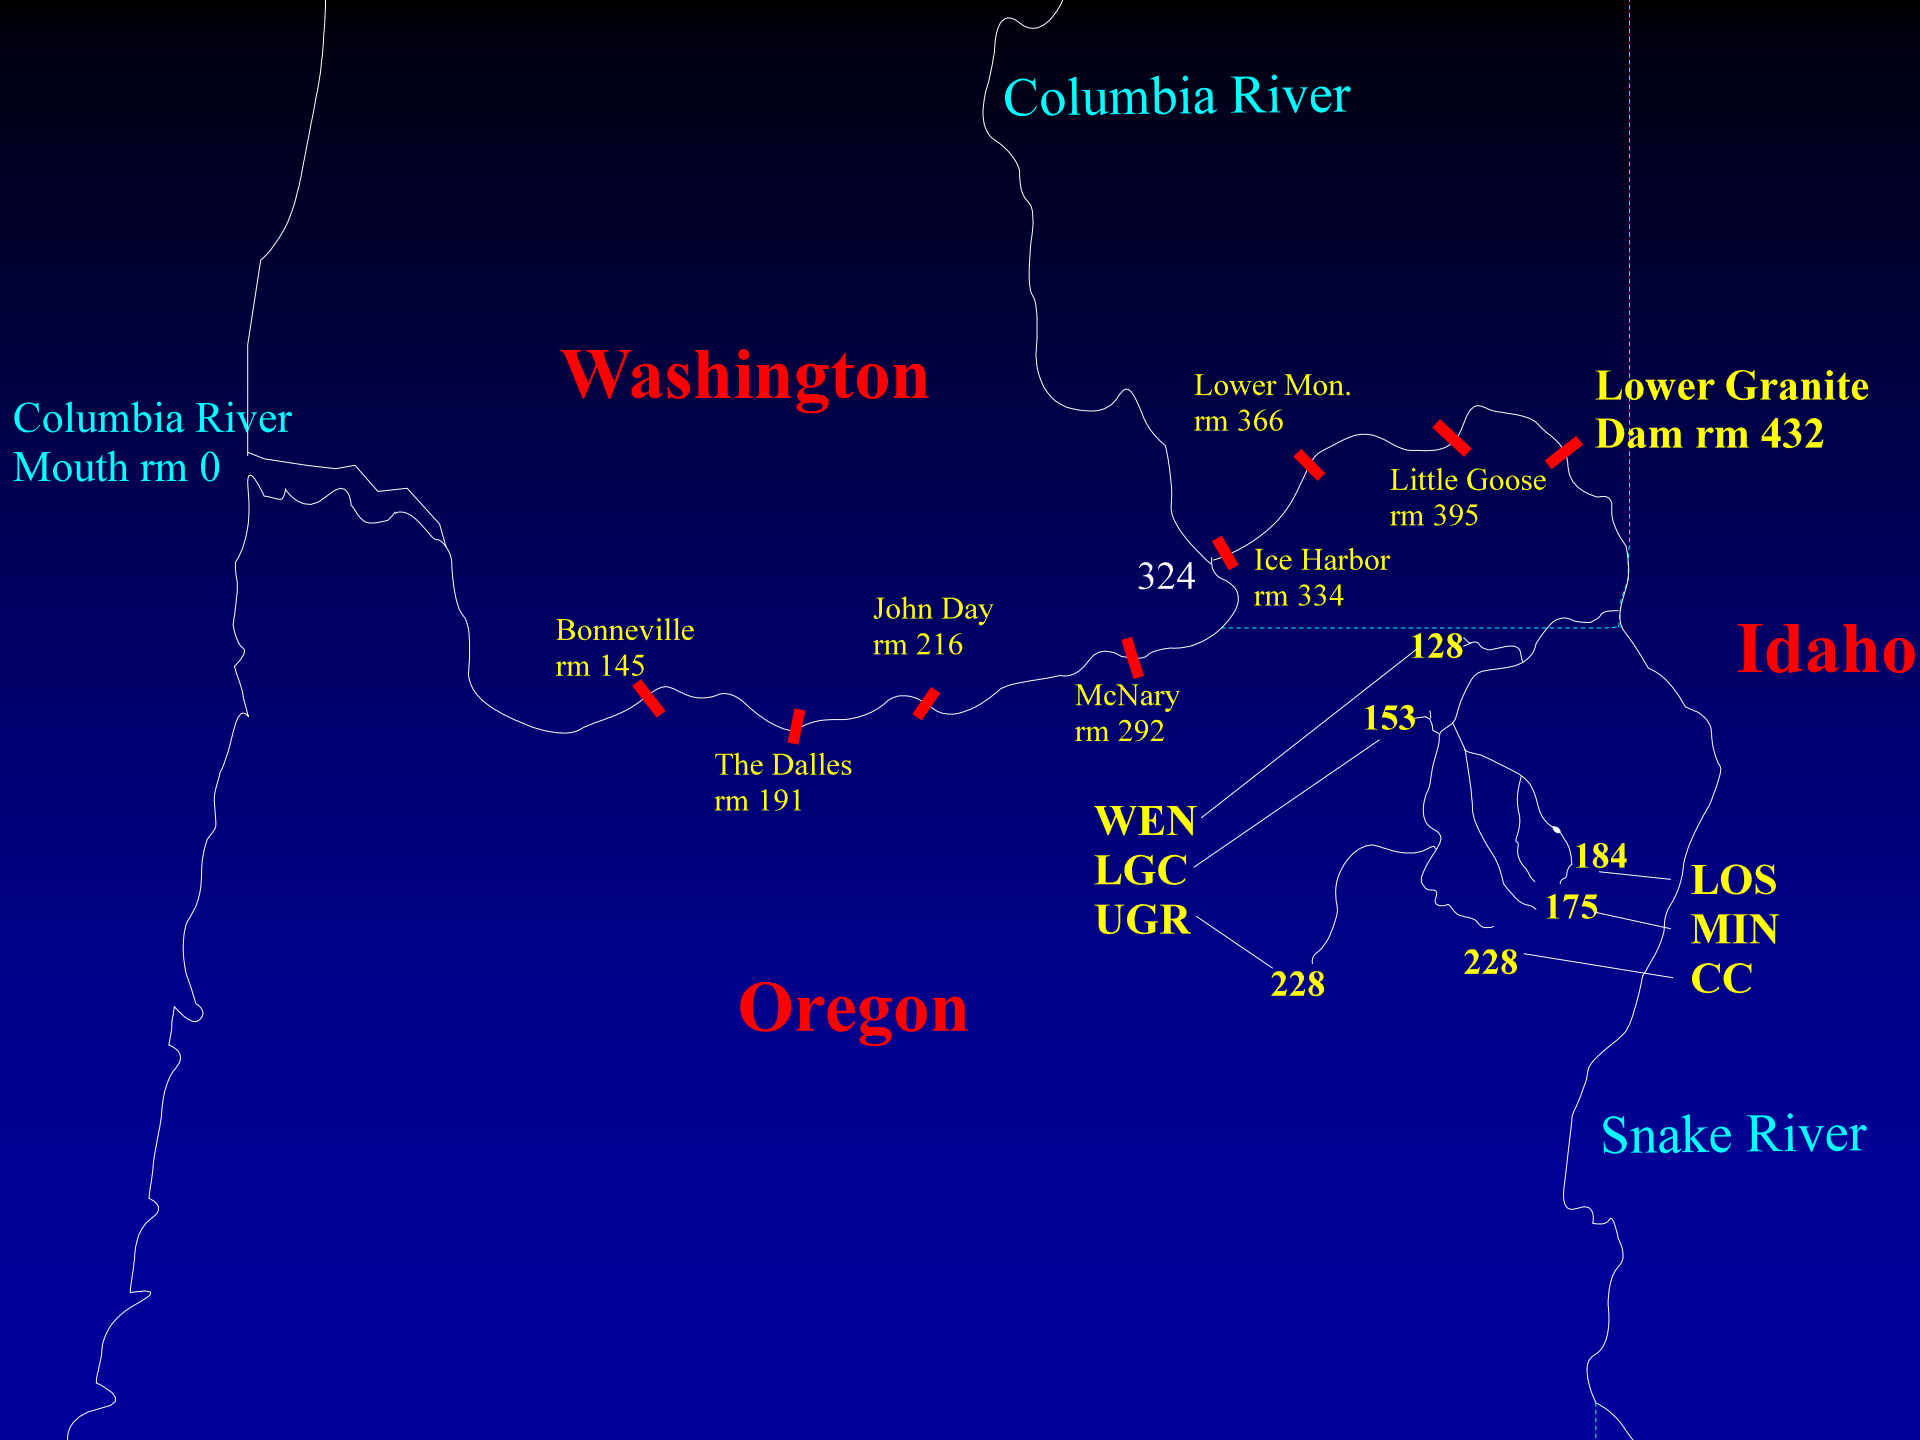 Columbia River
Washington
Columbia River
Mouth rm 0
Lower Mon.
rm 366
Lower Granite
Dam rm 432
Little Goose
rm 395
324
Ice Harbor
rm 334
Bonneville
rm 145
John Day
rm 216
McNary
rm 292
The Dalles
rm 191
128
Idaho
153
WEN
LGC
UGR
184
175
228
228
LOS
MIN
CC
Oregon
Snake River